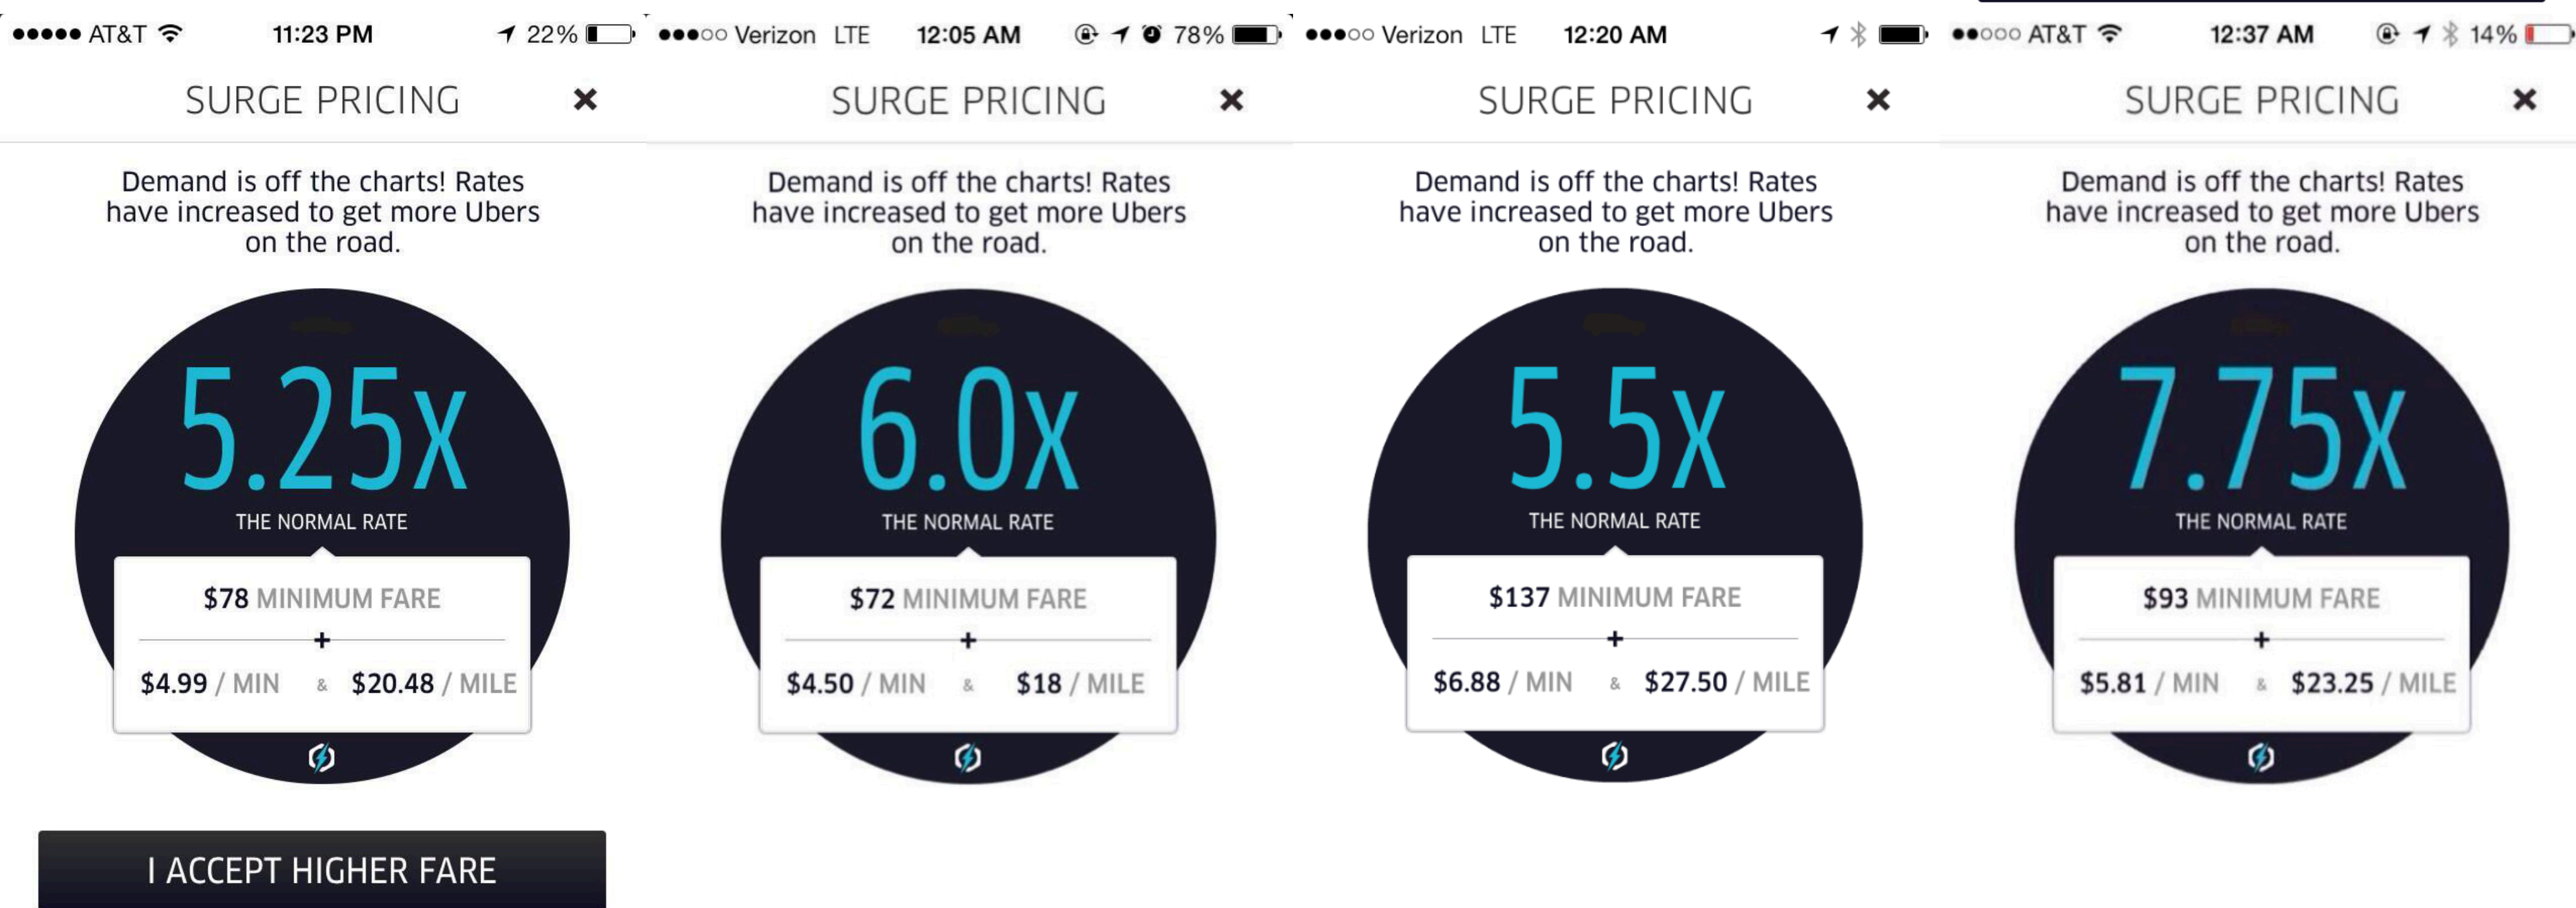 AT&T 11:23 PM 22%
SURGE PRICING ×
Demand is off the charts! Rates
have increased to get more Ubers
on the road.
5.25x
THE NORMAL RATE
$78 MINIMUM FARE
+
$4.99 / MIN & $20.48 / MILE
I ACCEPT HIGHER FARE
Verizon LTE 12:05 AM 78%
SURGE PRICING ×
Demand is off the charts! Rates
have increased to get more Ubers
on the road.
6.0x
THE NORMAL RATE
$72 MINIMUM FARE
+
$4.50 / MIN & $18 / MILE
Verizon LTE 12:20 AM
SURGE PRICING ×
Demand is off the charts! Rates
have increased to get more Ubers
on the road.
5.5x
THE NORMAL RATE
$137 MINIMUM FARE
+
$6.88 / MIN & $27.50 / MILE
AT&T 12:37 AM 14%
SURGE PRICING ×
Demand is off the charts! Rates
have increased to get more Ubers
on the road.
7.75x
THE NORMAL RATE
$93 MINIMUM FARE
+
$5.81 / MIN & $23.25 / MILE